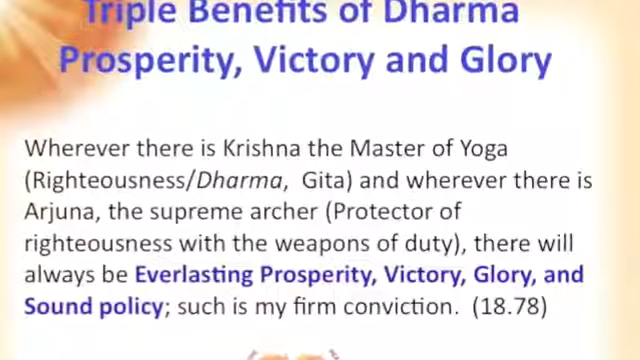 Triple Benefits of Dharma
Prosperity, Victory and Glory
Wherever there is Krishna the Master of Yoga
(Righteousness/Dharma, Gita) and wherever there is
Arjuna, the supreme archer (Protector of
righteousness with the weapons of duty), there will
always be Everlasting Prosperity, Victory, Glory, and
Sound policy; such is my firm conviction. (18.78)